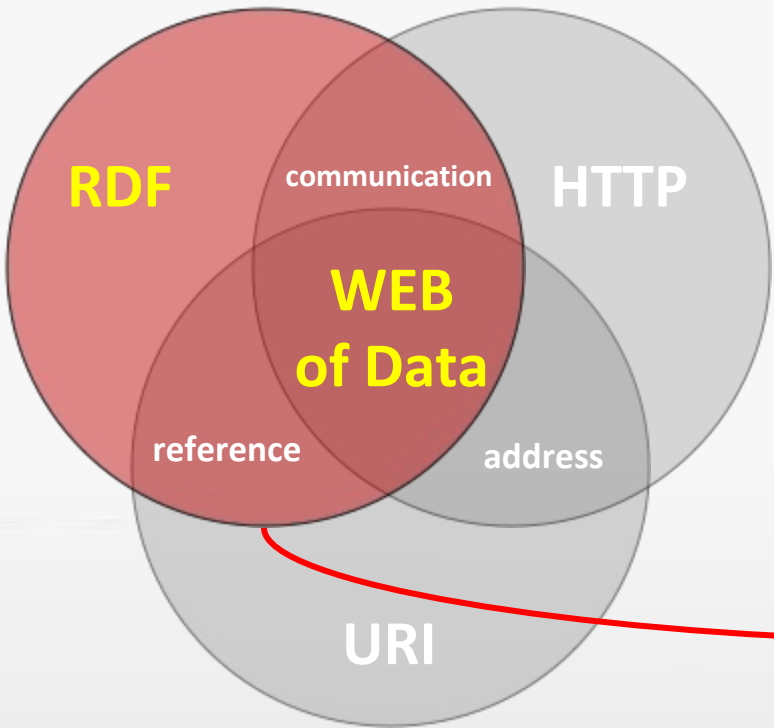 RDF
communication
HTTP
WEB
of Data
reference
address
URI